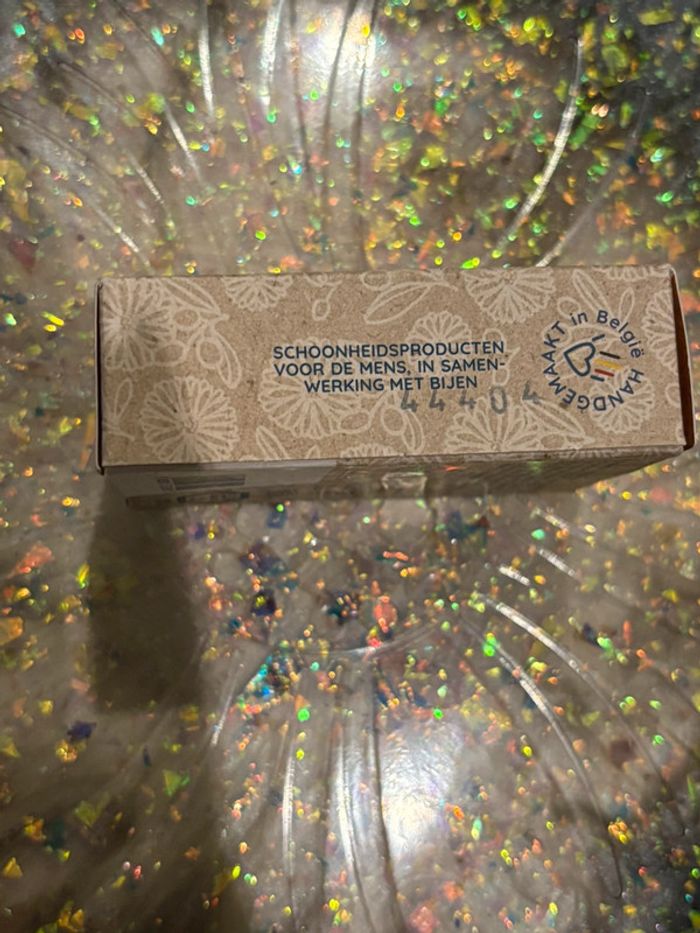 SCHOONHEIDSPRODUCTEN
VOOR DE MENS, IN SAMEN-
WERKING MET BIJEN
44404
HANDGEMAAKT in België